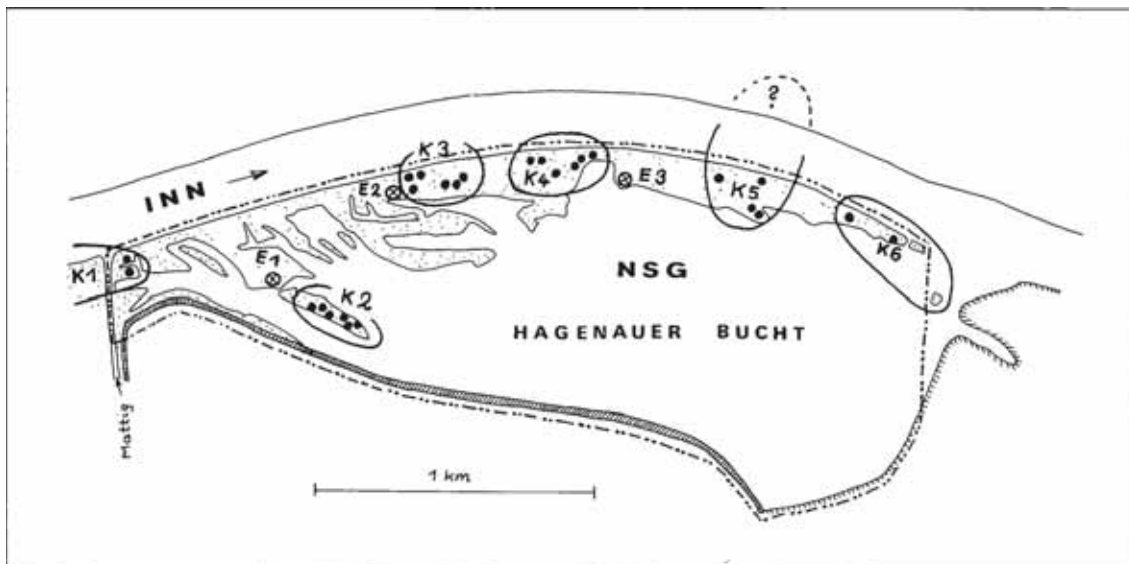 ?
INN →
K3
K4
E2
E3
K5
K1
E1
K2
K6
NSG
HAGENAUER BUCHT
Mattig
1 km